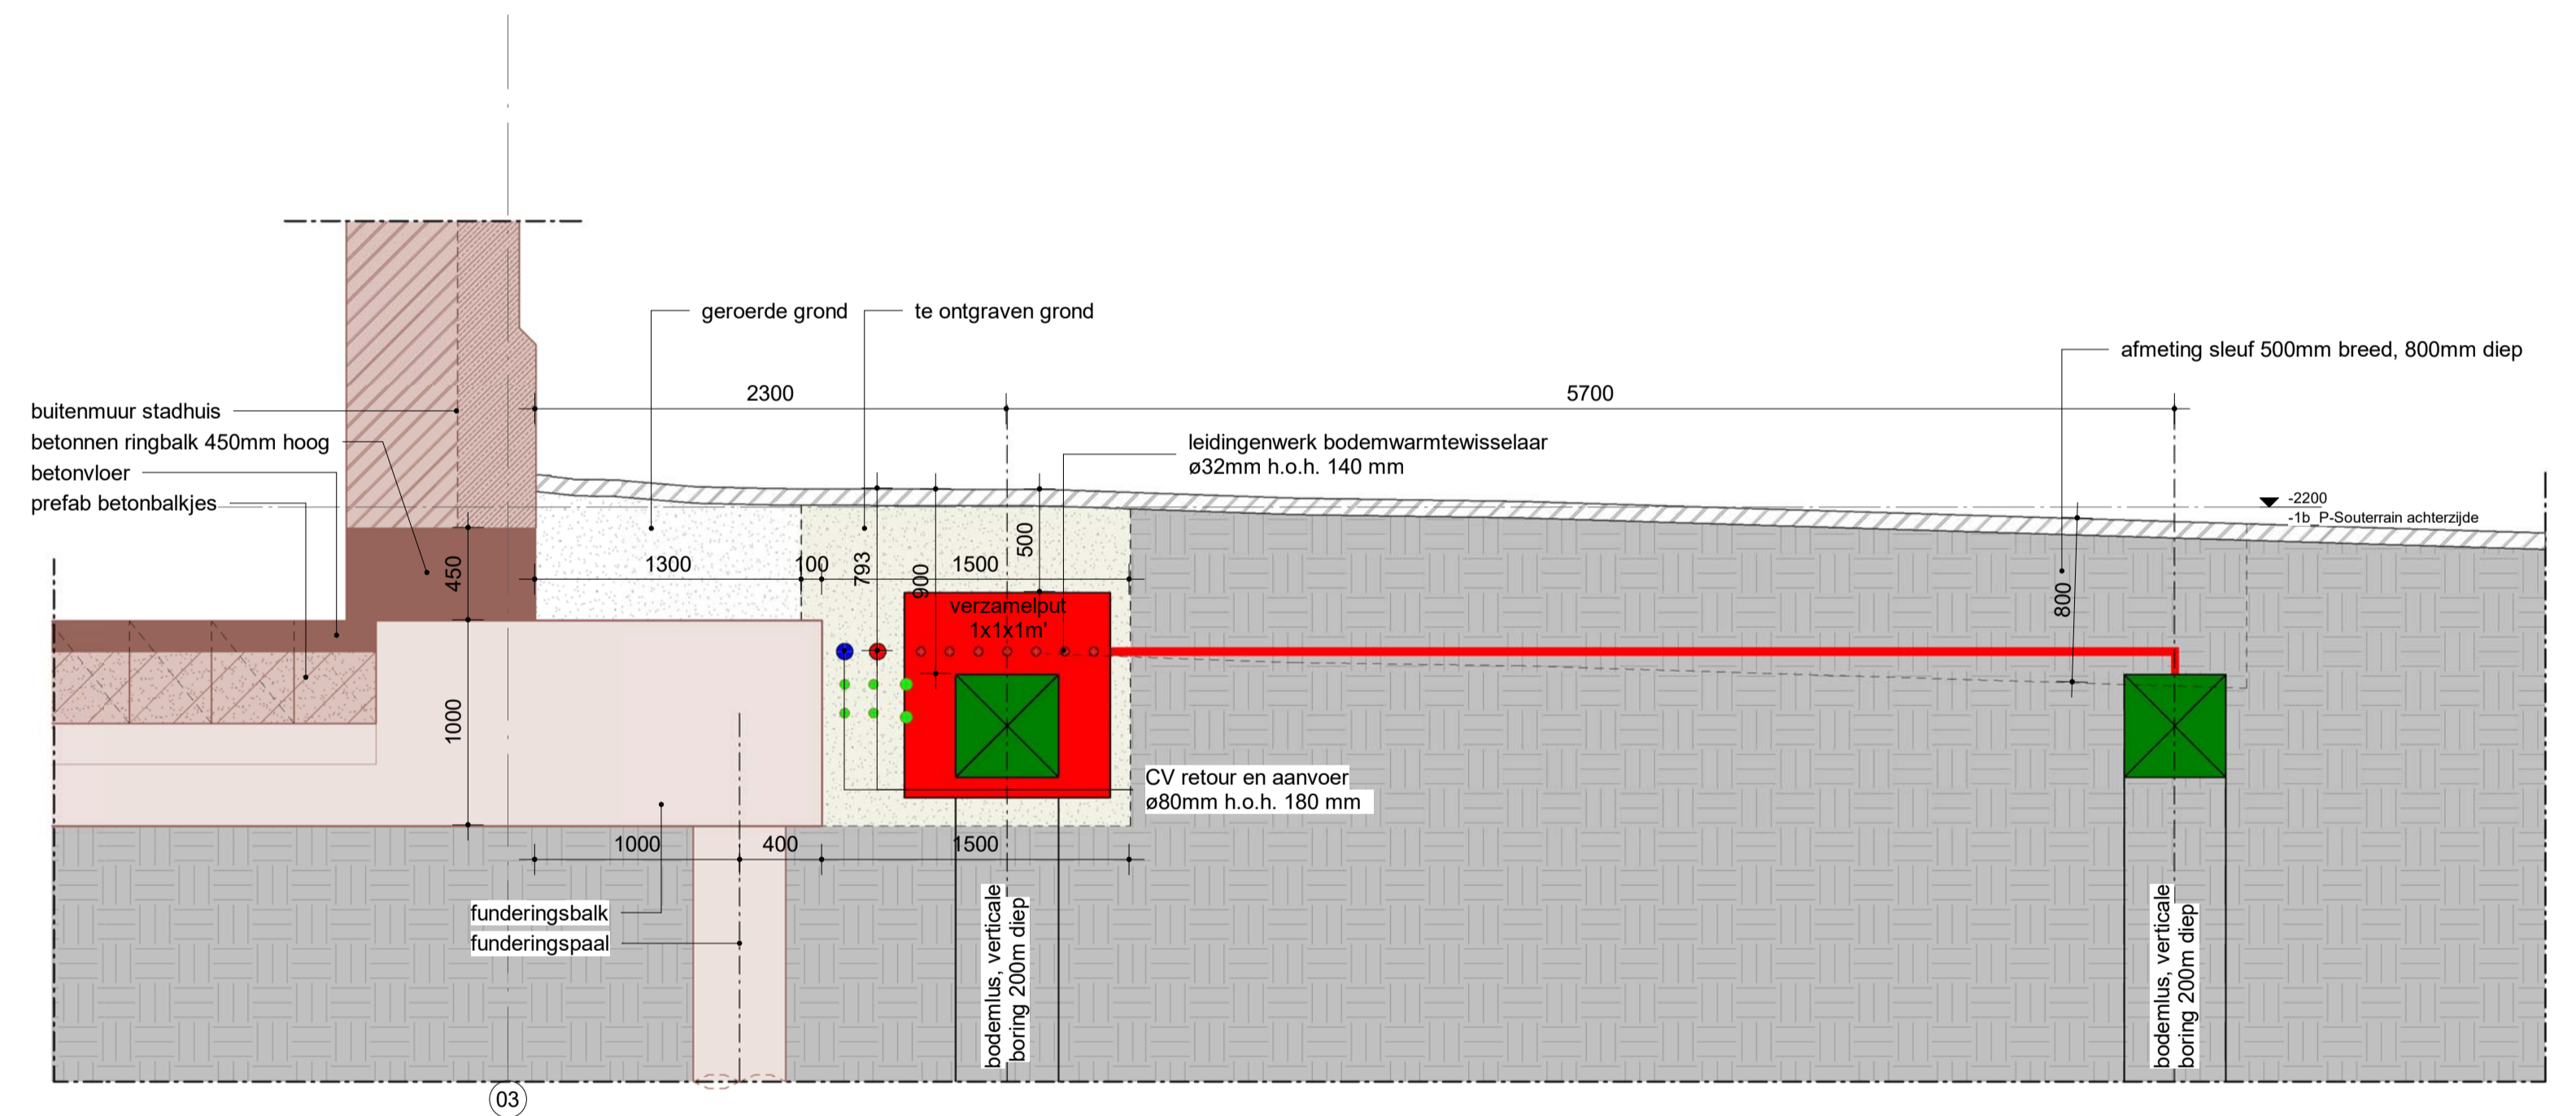 geroerde grond
te ontgraven grond
afmeting sleuf 500mm breed, 800mm diep
2300
5700
buitenmuur stadhuis
betonnen ringbalk 450mm hoog
betonvloer
prefab betonbalkjes
leidingenwerk bodemwarmtewisselaar
ø32mm h.o.h. 140 mm
-2200
-1b_P-Souterrain achterzijde
450
1300
100
793
900
1500
500
800
verzamelput
1x1x1m'
1000
CV retour en aanvoer
ø80mm h.o.h. 180 mm
1000
400
1500
funderingsbalk
funderingspaal
bodemlus, verticale
boring 200m diep
bodemlus, verticale
boring 200m diep
03